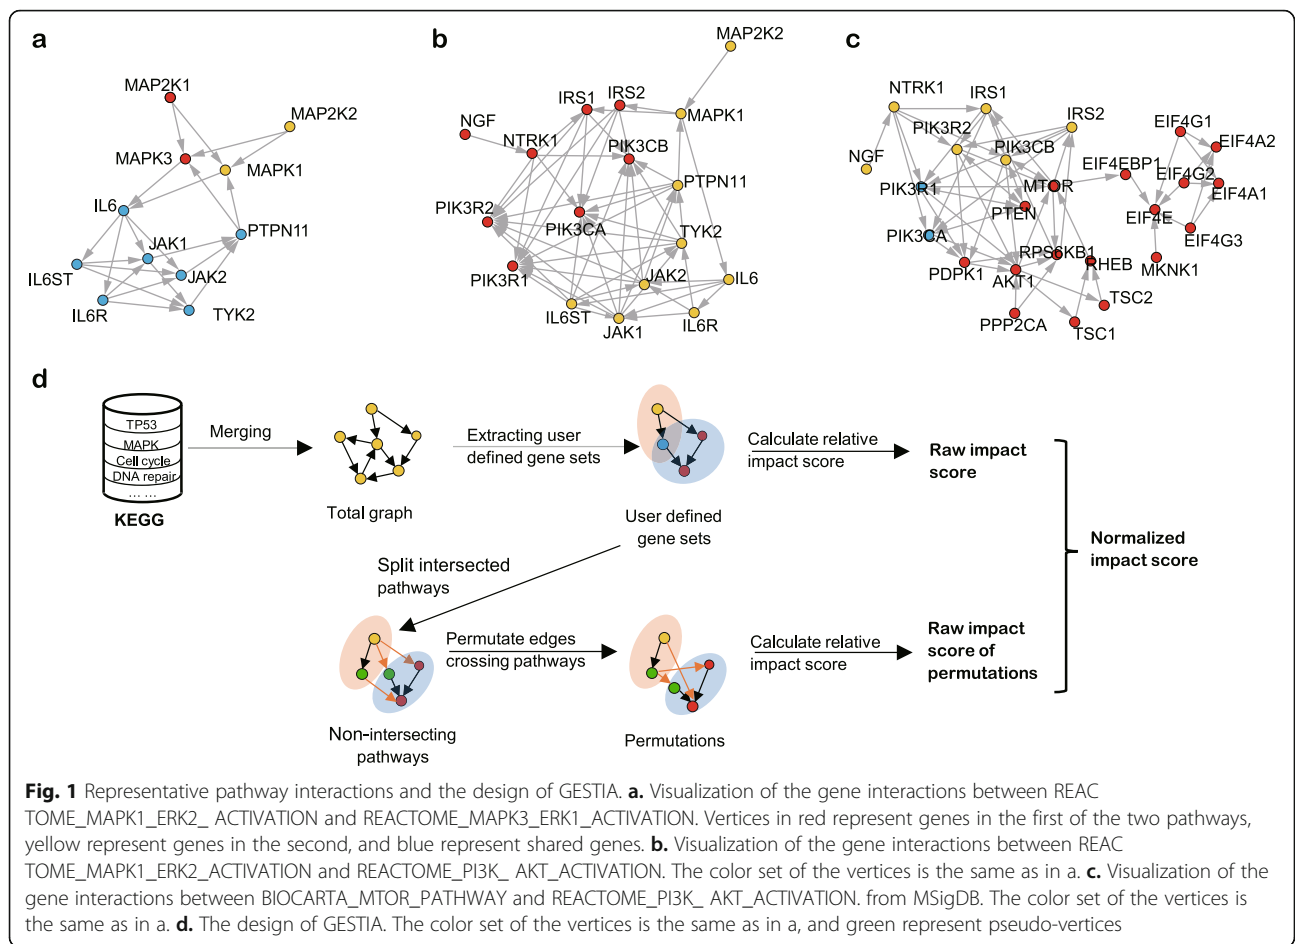 a
MAP2K1
MAP2K2
MAPK3
MAPK1
IL6
JAK1
PTPN11
IL6ST
JAK2
IL6R
TYK2
b
MAP2K2
IRS1
IRS2
MAPK1
NGF
NTRK1
PIK3CB
PTPN11
PIK3R2
PIK3CA
TYK2
PIK3R1
JAK2
IL6
IL6ST
JAK1
IL6R
c
NTRK1
IRS1
IRS2
PIK3R2
PIK3CB
NGF
PIK3R1
MTOR
PTEN
PIK3CA
RPS6KB1
RHEB
PDPK1
AKT1
TSC2
PPP2CA
TSC1
EIF4G1
EIF4A2
EIF4EBP1
EIF4G2
EIF4A1
EIF4E
EIF4G3
MKNK1
d
TP53
MAPK
Cell cycle
DNA repair
... ...
KEGG
Merging
Total graph
Extracting user
defined gene sets
User defined
gene sets
Calculate relative
impact score
Raw impact
score
Normalized
impact score
Split intersected
pathways
Non-intersecting
pathways
Permutate edges
crossing pathways
Permutations
Calculate relative
impact score
Raw impact
score of
permutations
Fig. 1 Representative pathway interactions and the design of GESTIA. a. Visualization of the gene interactions between REAC
TOME_MAPK1_ERK2_ ACTIVATION and REACTOME_MAPK3_ERK1_ACTIVATION. Vertices in red represent genes in the first of the two pathways,
yellow represent genes in the second, and blue represent shared genes. b. Visualization of the gene interactions between REAC
TOME_MAPK1_ERK2_ACTIVATION and REACTOME_PI3K_ AKT_ACTIVATION. The color set of the vertices is the same as in a. c. Visualization of the
gene interactions between BIOCARTA_MTOR_PATHWAY and REACTOME_PI3K_ AKT_ACTIVATION. from MSigDB. The color set of the vertices is
the same as in a. d. The design of GESTIA. The color set of the vertices is the same as in a, and green represent pseudo-vertices